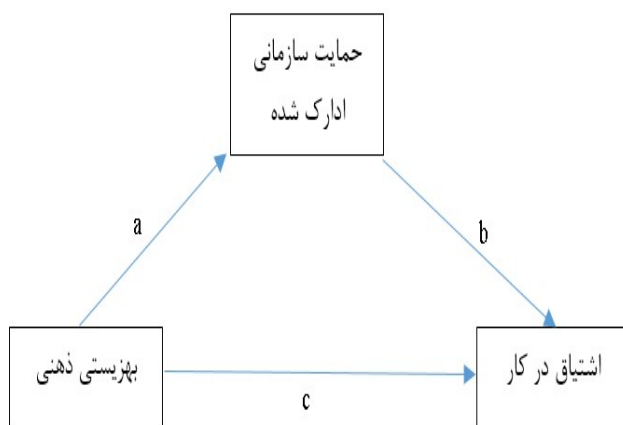 حمایت سازمانی
ادارک شده
a
b
بهزیستی ذهنی
اشتیاق در کار
c